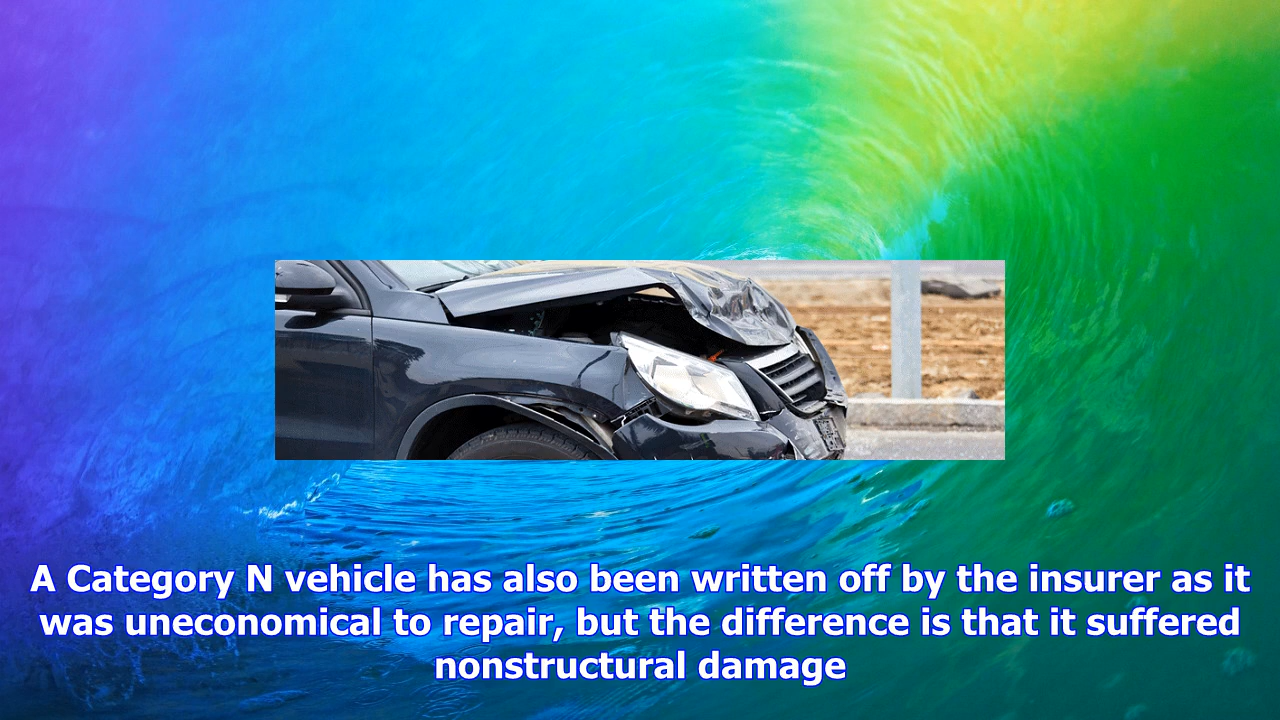 A Category N vehicle has also been written off by the insurer as it
was uneconomical to repair, but the difference is that it suffered
nonstructural damage